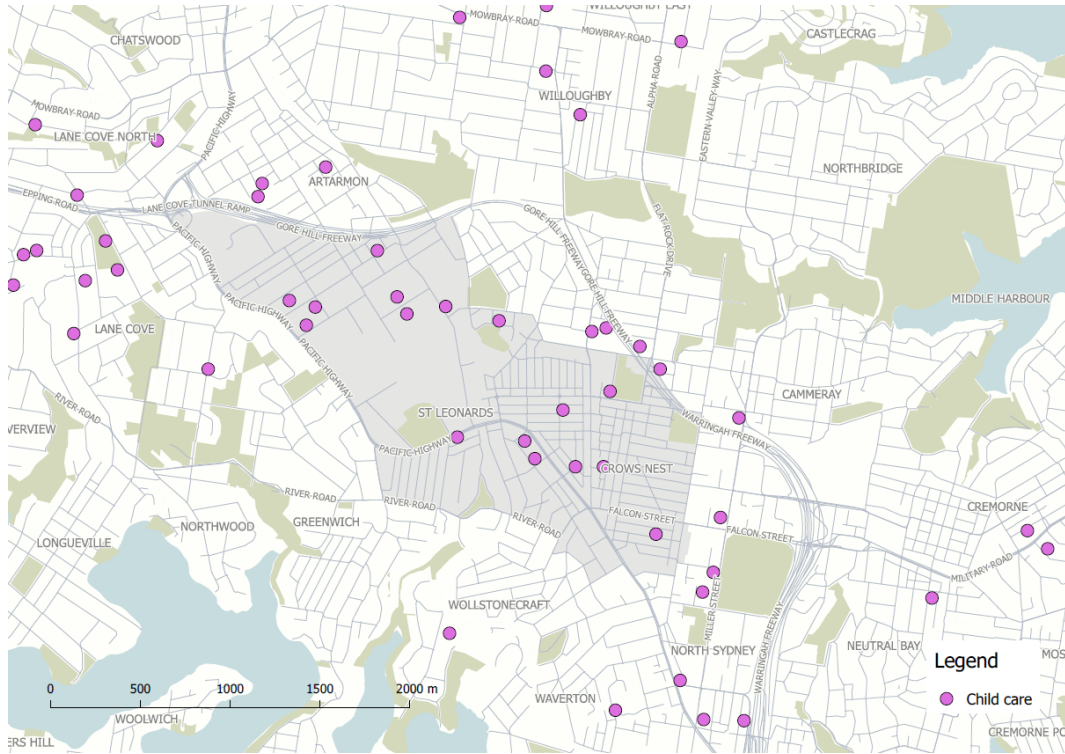 WILLOUGHBY EAST
MOWBRAY-ROAD
CASTLECRAG
CHATSWOOD
MOWBRAY-ROAD
PACIFIC-HIGHWAY
ALPHA-ROAD
EASTERN-VALLEY-WAY
WILLOUGHBY
MOWBRAY-ROAD
LANE COVE NORTH
NORTHBRIDGE
ARTARMON
EPPING-ROAD
LANE COVE-TUNNEL-RAMP
GORE-HILL-FREEWAY
GORE-HILL-FREEWAY
GORE-HILL-FREEWAY
FLAT-ROCK-DRIVE
PACIFIC-HIGHWAY
MIDDLE HARBOUR
PACIFIC-HIGHWAY
LANE COVE
PACIFIC-HIGHWAY
CAMMERAY
RIVER-ROAD
ST LEONARDS
WARRINGAH-FREEWAY
VERVIEW
PACIFIC-HIGHWAY
CROWS NEST
RIVER-ROAD
RIVER-ROAD
CREMORNE
FALCON-STREET
NORTHWOOD
GREENWICH
RIVER-ROAD
FALCON-STREET
LONGUEVILLE
MILITARY-ROAD
WOLLSTONECRAFT
MILLER-STREET
WARRINGAH-FREEWAY
NORTH SYDNEY
NEUTRAL BAY
MOS
Legend
0 500 1000 1500 2000 m
WAVERTON
Child care
WOOLWICH
CREMORNE PO
ERS HILL